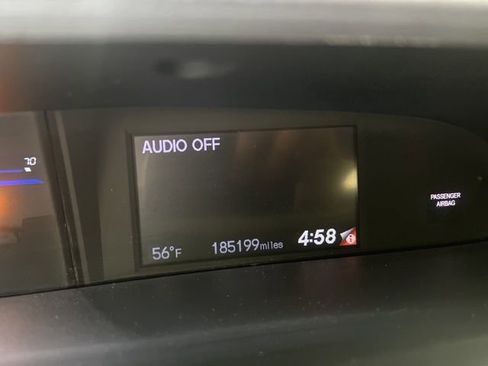 AUDIO OFF
70
PASSENGER
AIRBAG
56°F 185199miles 4:58